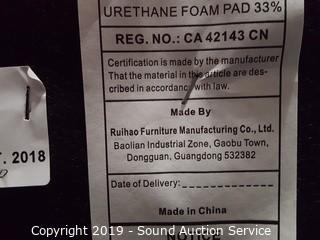 URETHANE FOAM PAD 33%
REG. NO.: CA 42143 CN
Certification is made by the manufacturer
That the material in this article are des-
cribed in accordance with law.
Made By
Ruihao Furniture Manufacturing Co., Ltd.
Baolian Industrial Zone, Gaobu Town,
Dongguan, Guangdong 532382
Date of Delivery:
Made in China
NOTICE
T. 2018
Copyright 2019 - Sound Auction Service